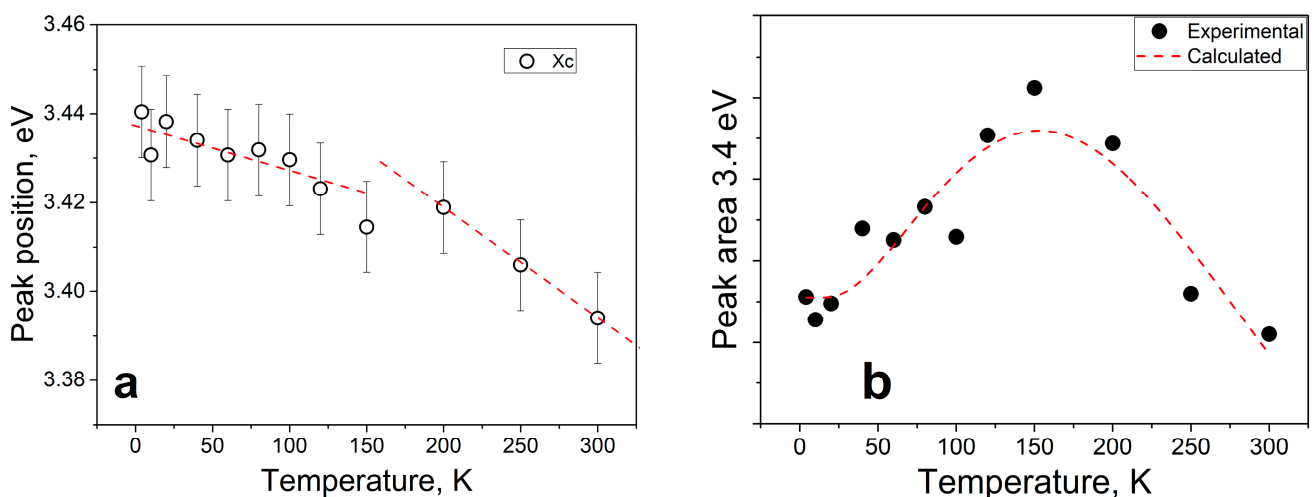 3.46
3.44
3.42
3.40
3.38
Peak position, eV
Xc
a
0 50 100 150 200 250 300
Temperature, K
Experimental
Calculated
Peak area 3.4 eV
b
0 50 100 150 200 250 300
Temperature, K